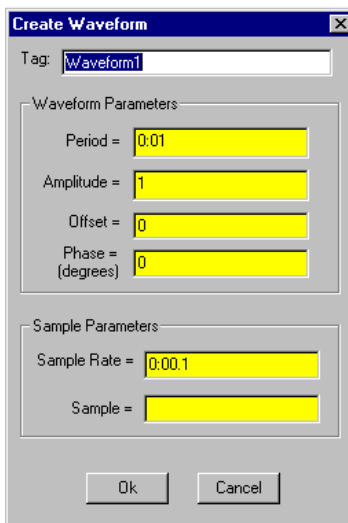 Create Waveform
Tag: Waveform1
Waveform Parameters
Period = 0:01
Amplitude = 1
Offset = 0
Phase =
(degrees) 0
Sample Parameters
Sample Rate = 0:00.1
Sample =
Ok Cancel